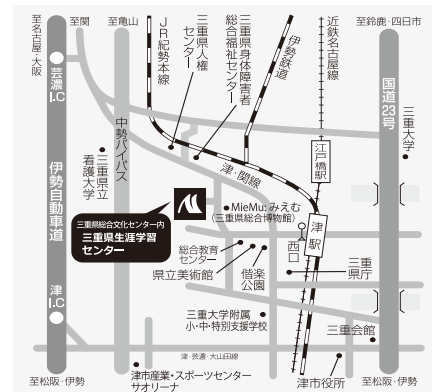 至名古屋・大阪
至関
至亀山
JR紀勢本線
三重県人権
センター
三重県身体障害者
総合福祉センター
伊勢鉄道
近鉄名古屋線
至鈴鹿・四日市
芸濃
I.C
中勢バイパス
国道23号
三重大学
江戸橋駅
三重県立
看護大学
津・関線
伊勢自動車道
MieMu:みえむ
(三重県総合博物館)
三重県総合文化センター内
三重県生涯学習
センター
津駅
西口
総合教育
センター
県立美術館
偕楽
公園
三重
県庁
津
I.C
三重大学附属
小・中・特別支援学校
三重会館
津・芸濃・大山田線
津市産業・スポーツセンター
サオリーナ
津市役所
至松阪・伊勢
至松阪・伊勢